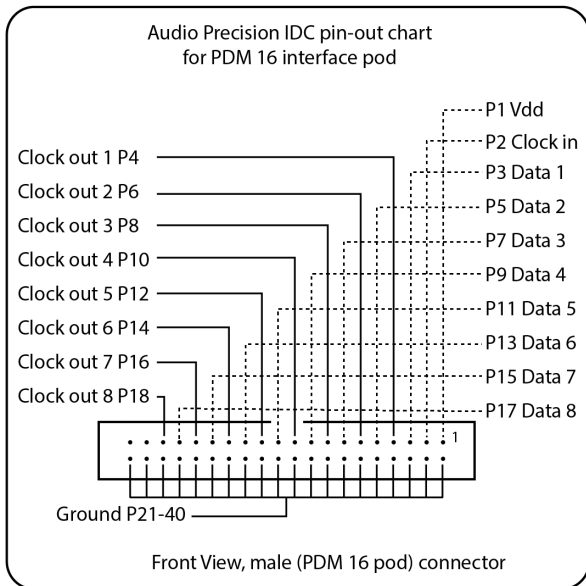 Audio Precision IDC pin-out chart
for PDM 16 interface pod
P1 Vdd
P2 Clock in
Clock out 1 P4
P3 Data 1
Clock out 2 P6
P5 Data 2
Clock out 3 P8
P7 Data 3
Clock out 4 P10
P9 Data 4
Clock out 5 P12
P11 Data 5
Clock out 6 P14
P13 Data 6
Clock out 7 P16
P15 Data 7
Clock out 8 P18
P17 Data 8
1
Ground P21-40
Front View, male (PDM 16 pod) connector